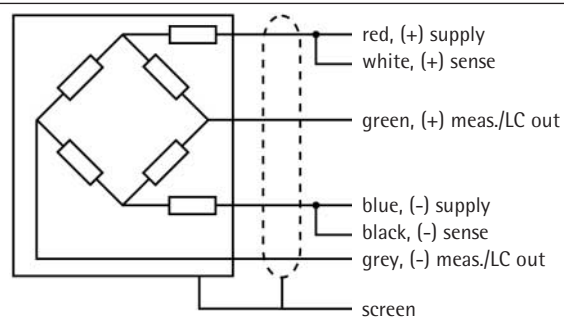 red, (+) supply
white, (+) sense
green, (+) meas./LC out
blue, (-) supply
black, (-) sense
grey, (-) meas./LC out
screen